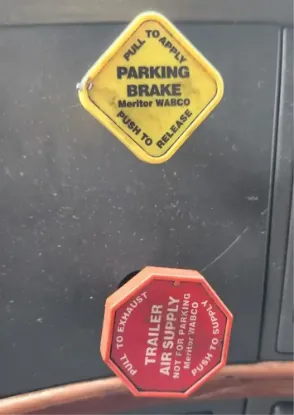 PULL TO APPLY
PARKING
BRAKE
Meritor WABCO
PUSH TO RELEASE
PULL TO EXHAUST
TRAILER
AIR SUPPLY
NOT FOR PARKING
Meritor WABCO
PUSH TO SUPPLY